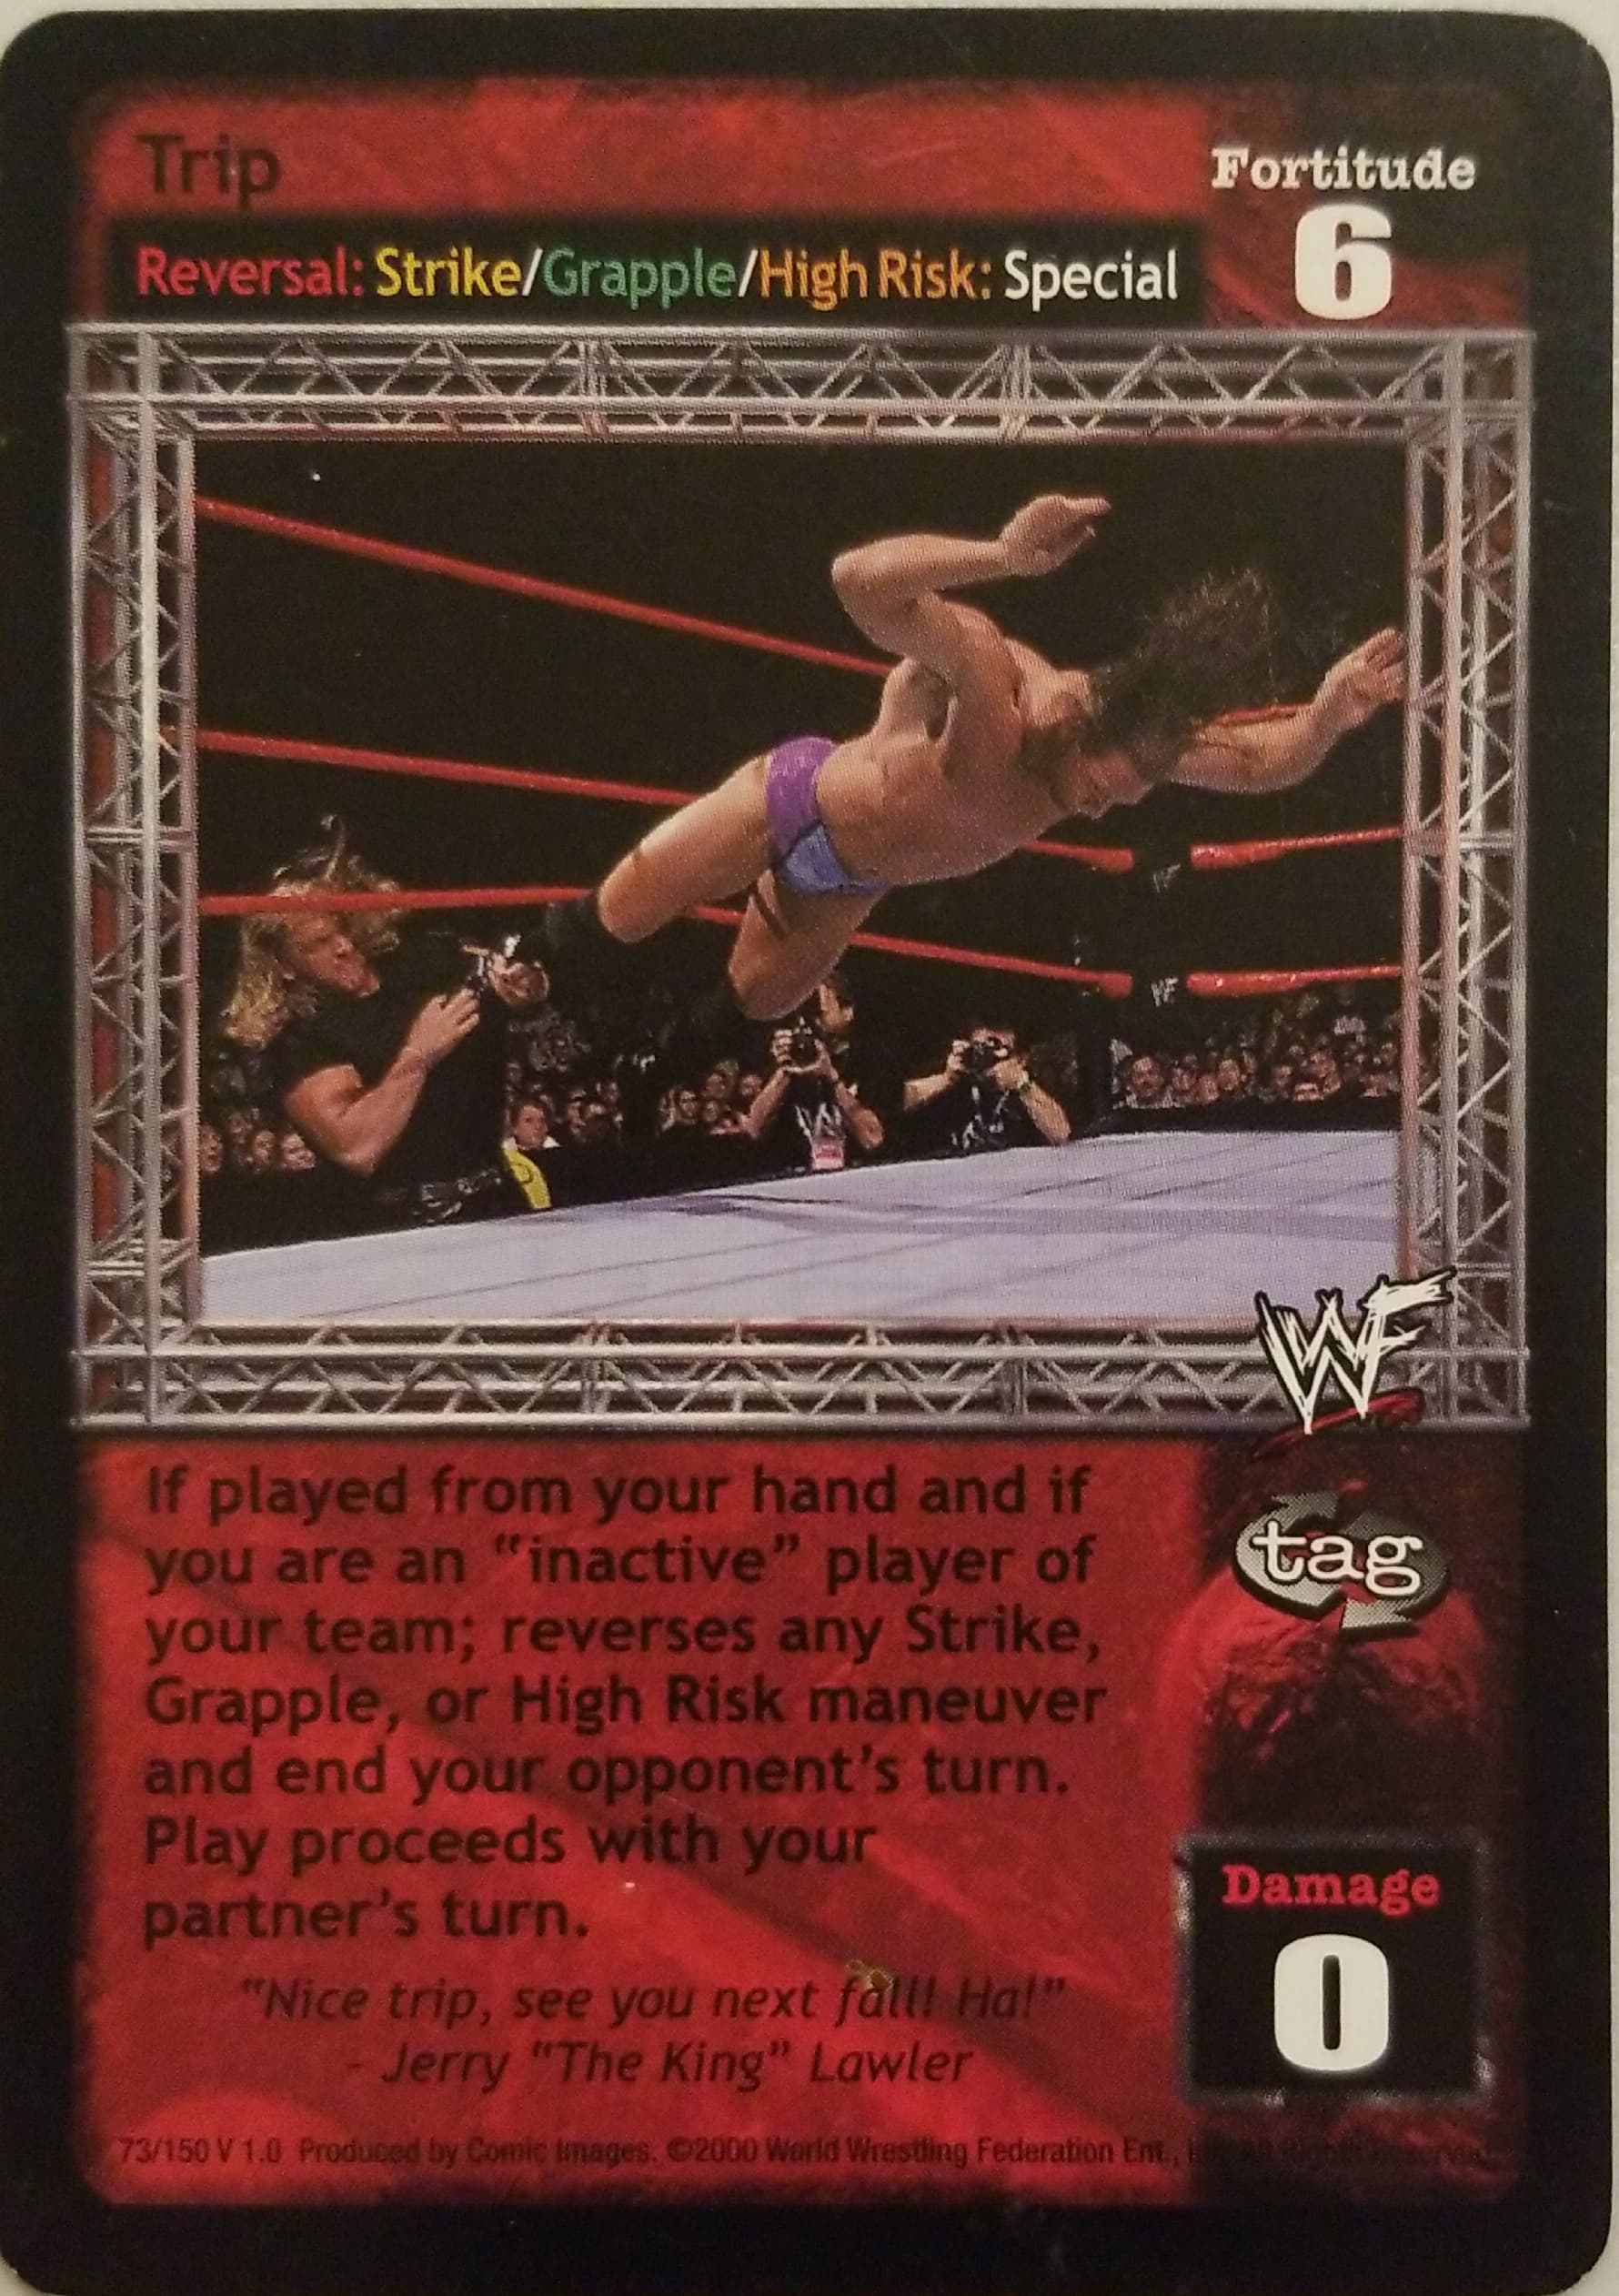 Trip
Fortitude
6
Reversal: Strike/Grapple/High Risk: Special
WF
If played from your hand and if
you are an “inactive” player of
your team; reverses any Strike,
Grapple, or High Risk maneuver
and end your opponent’s turn.
Play proceeds with your
partner’s turn.
tag
Damage
0
“Nice trip, see you next fall! Ha!”
- Jerry “The King” Lawler
73/150 V 1.0 Produced by Comic Images. ©2000 World Wrestling Federation Ent., All Rights